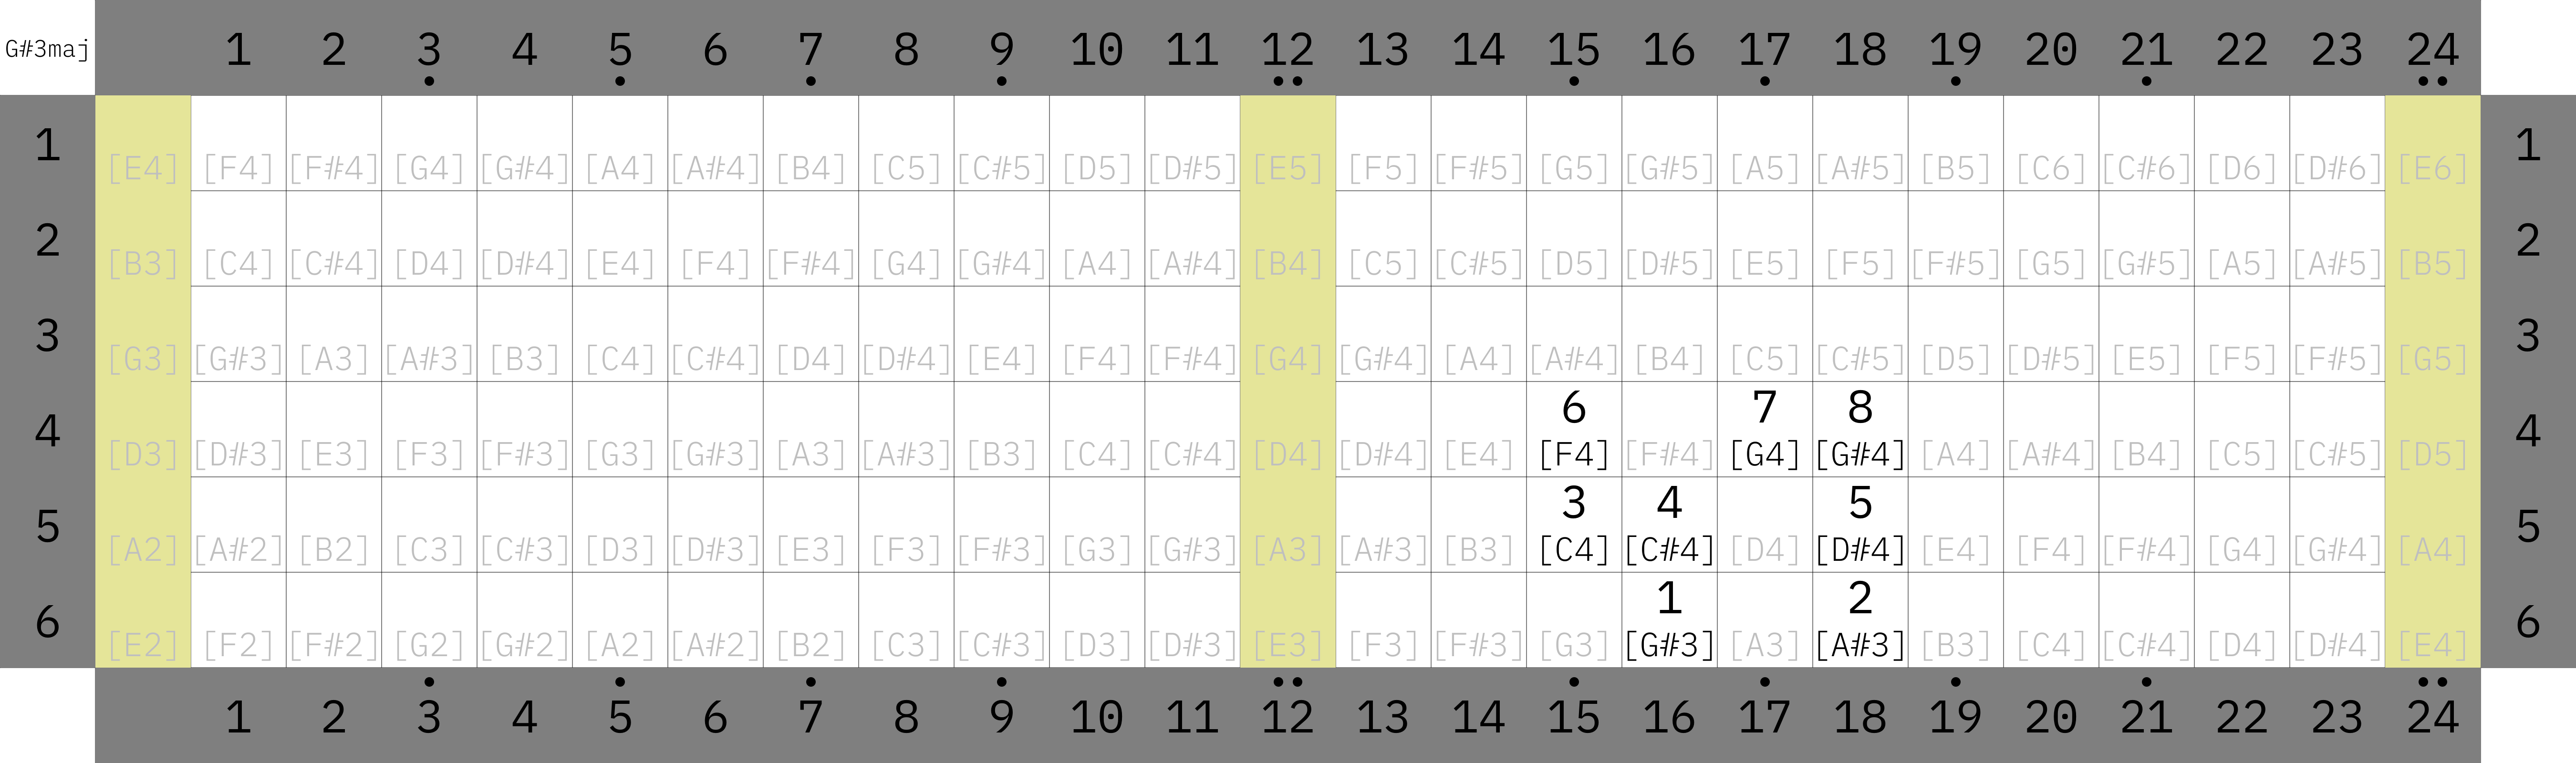 G#3maj 1 2 3 4 5 6 7 8 9 10 11 12 13 14 15 16 17 18 19 20 21 22 23 24
1 [E4] [F4] [F#4] [G4] [G#4] [A4] [A#4] [B4] [C5] [C#5] [D5] [D#5] [E5] [F5] [F#5] [G5] [G#5] [A5] [A#5] [B5] [C6] [C#6] [D6] [D#6] [E6] 1
2 [B3] [C4] [C#4] [D4] [D#4] [E4] [F4] [F#4] [G4] [G#4] [A4] [A#4] [B4] [C5] [C#5] [D5] [D#5] [E5] [F5] [F#5] [G5] [G#5] [A5] [A#5] [B5] 2
3 [G3] [G#3] [A3] [A#3] [B3] [C4] [C#4] [D4] [D#4] [E4] [F4] [F#4] [G4] [G#4] [A4] [A#4] [B4] [C5] [C#5] [D5] [D#5] [E5] [F5] [F#5] [G5] 3
6 7 8
4 [D3] [D#3] [E3] [F3] [F#3] [G3] [G#3] [A3] [A#3] [B3] [C4] [C#4] [D4] [D#4] [E4] [F4] [F#4] [G4] [G#4] [A4] [A#4] [B4] [C5] [C#5] [D5] 4
3 4 5
5 [A2] [A#2] [B2] [C3] [C#3] [D3] [D#3] [E3] [F3] [F#3] [G3] [G#3] [A3] [A#3] [B3] [C4] [C#4] [D4] [D#4] [E4] [F4] [F#4] [G4] [G#4] [A4] 5
1 2
6 [E2] [F2] [F#2] [G2] [G#2] [A2] [A#2] [B2] [C3] [C#3] [D3] [D#3] [E3] [F3] [F#3] [G3] [G#3] [A3] [A#3] [B3] [C4] [C#4] [D4] [D#4] [E4] 6
1 2 3 4 5 6 7 8 9 10 11 12 13 14 15 16 17 18 19 20 21 22 23 24